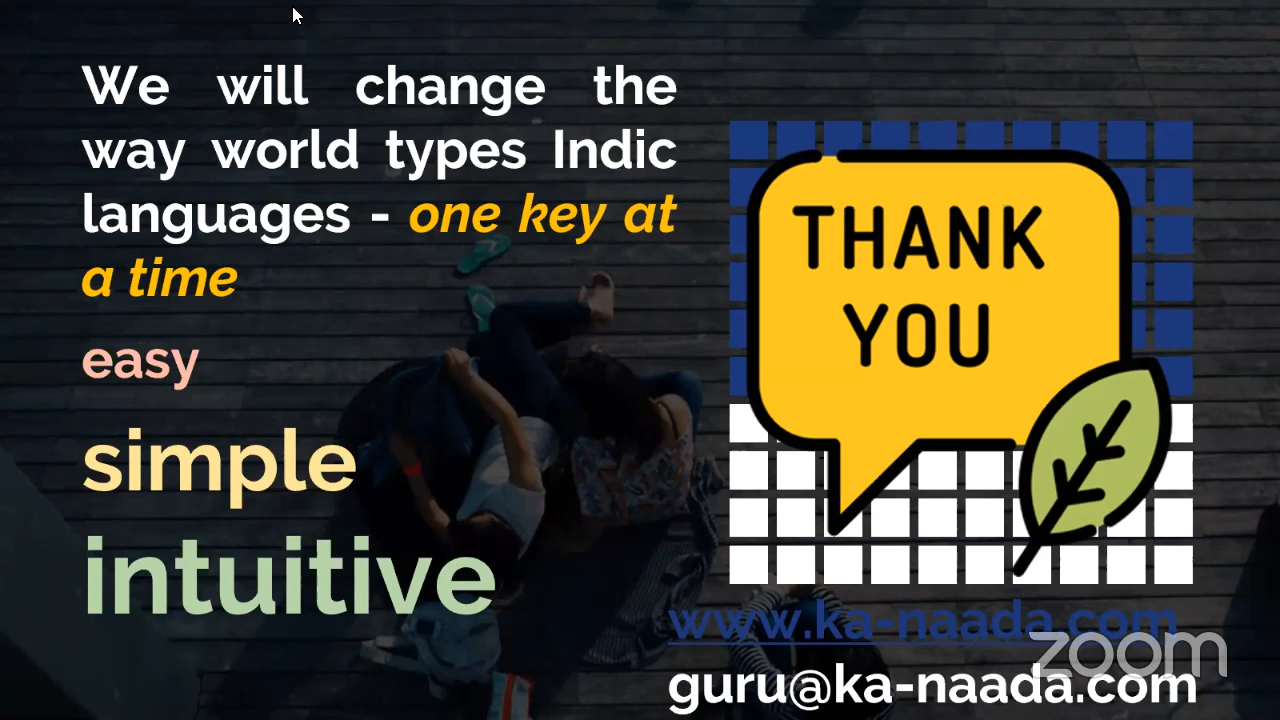 We will change the
way world types Indic
languages - one key at
a time
easy
simple
intuitive
THANK
YOU
www.ka-naada.com
guru@ka-naada.com
zoom